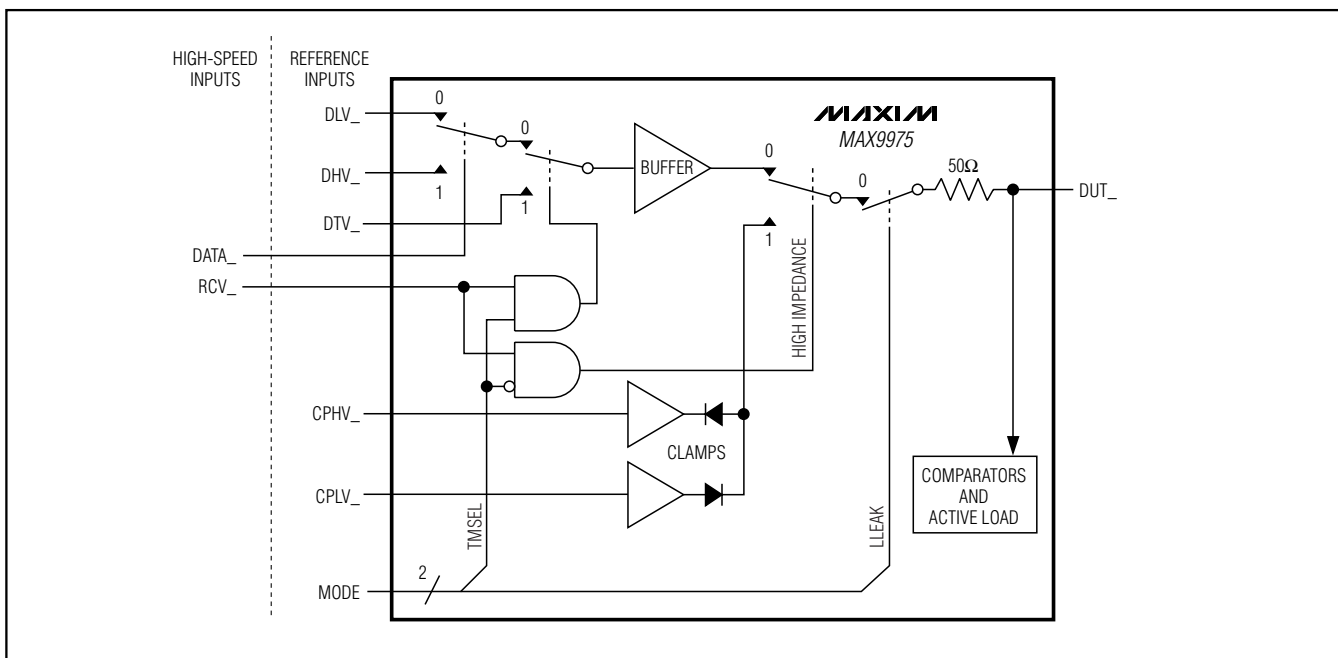 HIGH-SPEED
INPUTS
REFERENCE
INPUTS
DLV_
DHV_
DTV_
DATA_
RCV_
CPHV_
CPLV_
MODE
0
1
0
1
BUFFER
0
1
0
MAXIM
MAX9975
50Ω
DUT_
HIGH IMPEDANCE
CLAMPS
TMSEL
LLEAK
2
COMPARATORS
AND
ACTIVE LOAD